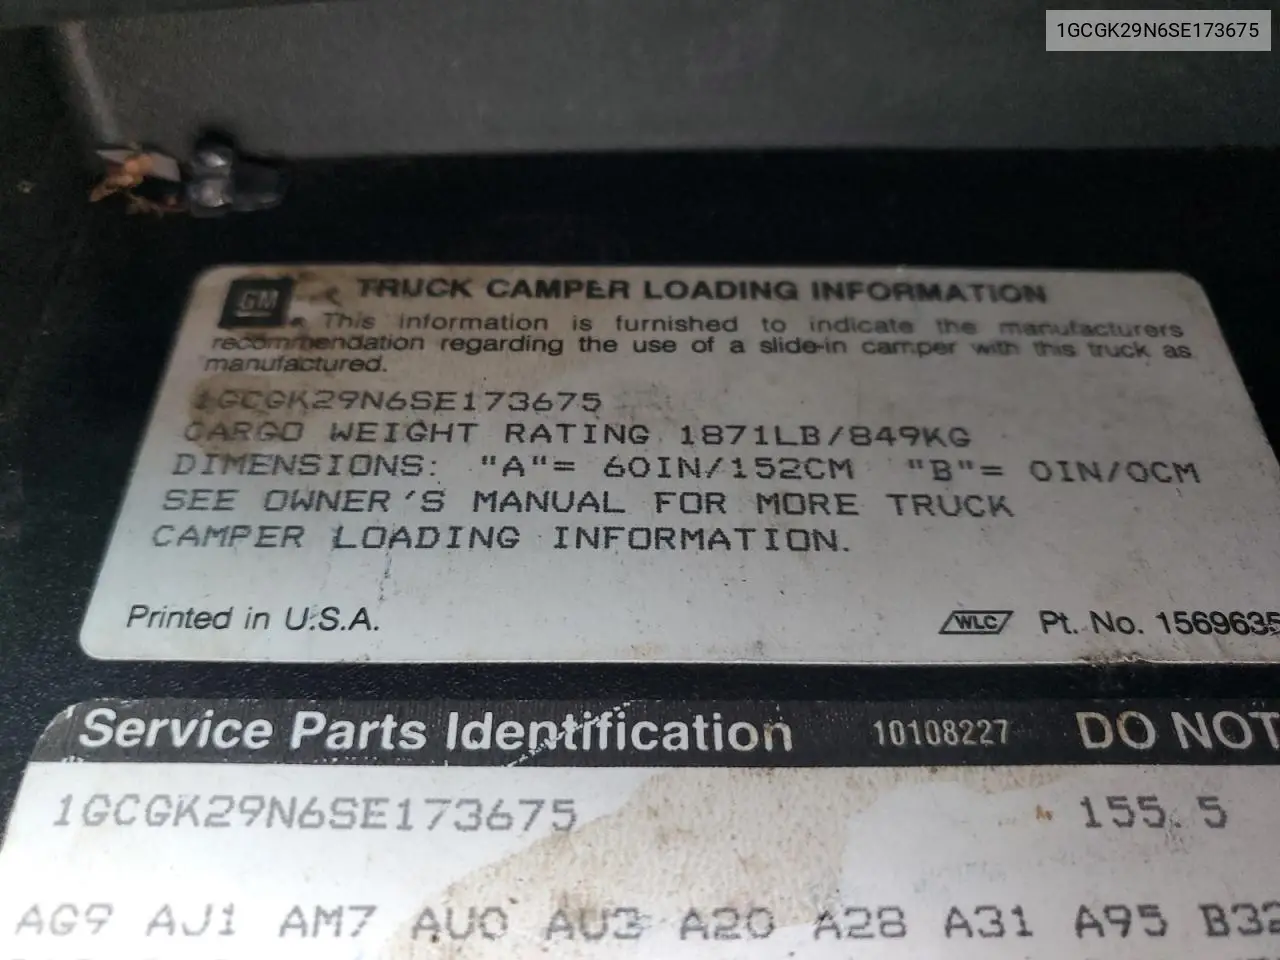 1GCGK29N6SE173675
GM TRUCK CAMPER LOADING INFORMATION
This information is furnished to indicate the manufacturers
recommendation regarding the use of a slide-in camper with this truck as
manufactured.
1GCGK29N6SE173675
CARGO WEIGHT RATING 1871LB/849KG
DIMENSIONS: "A"= 60IN/152CM "B"= 0IN/0CM
SEE OWNER'S MANUAL FOR MORE TRUCK
CAMPER LOADING INFORMATION.
Printed in U.S.A. WLC Pt. No. 1569635
Service Parts Identification 10108227 DO NOT
1GCGK29N6SE173675 155.5
AG9 AJ1 AM7 AU0 AU3 A20 A28 A31 A95 B32